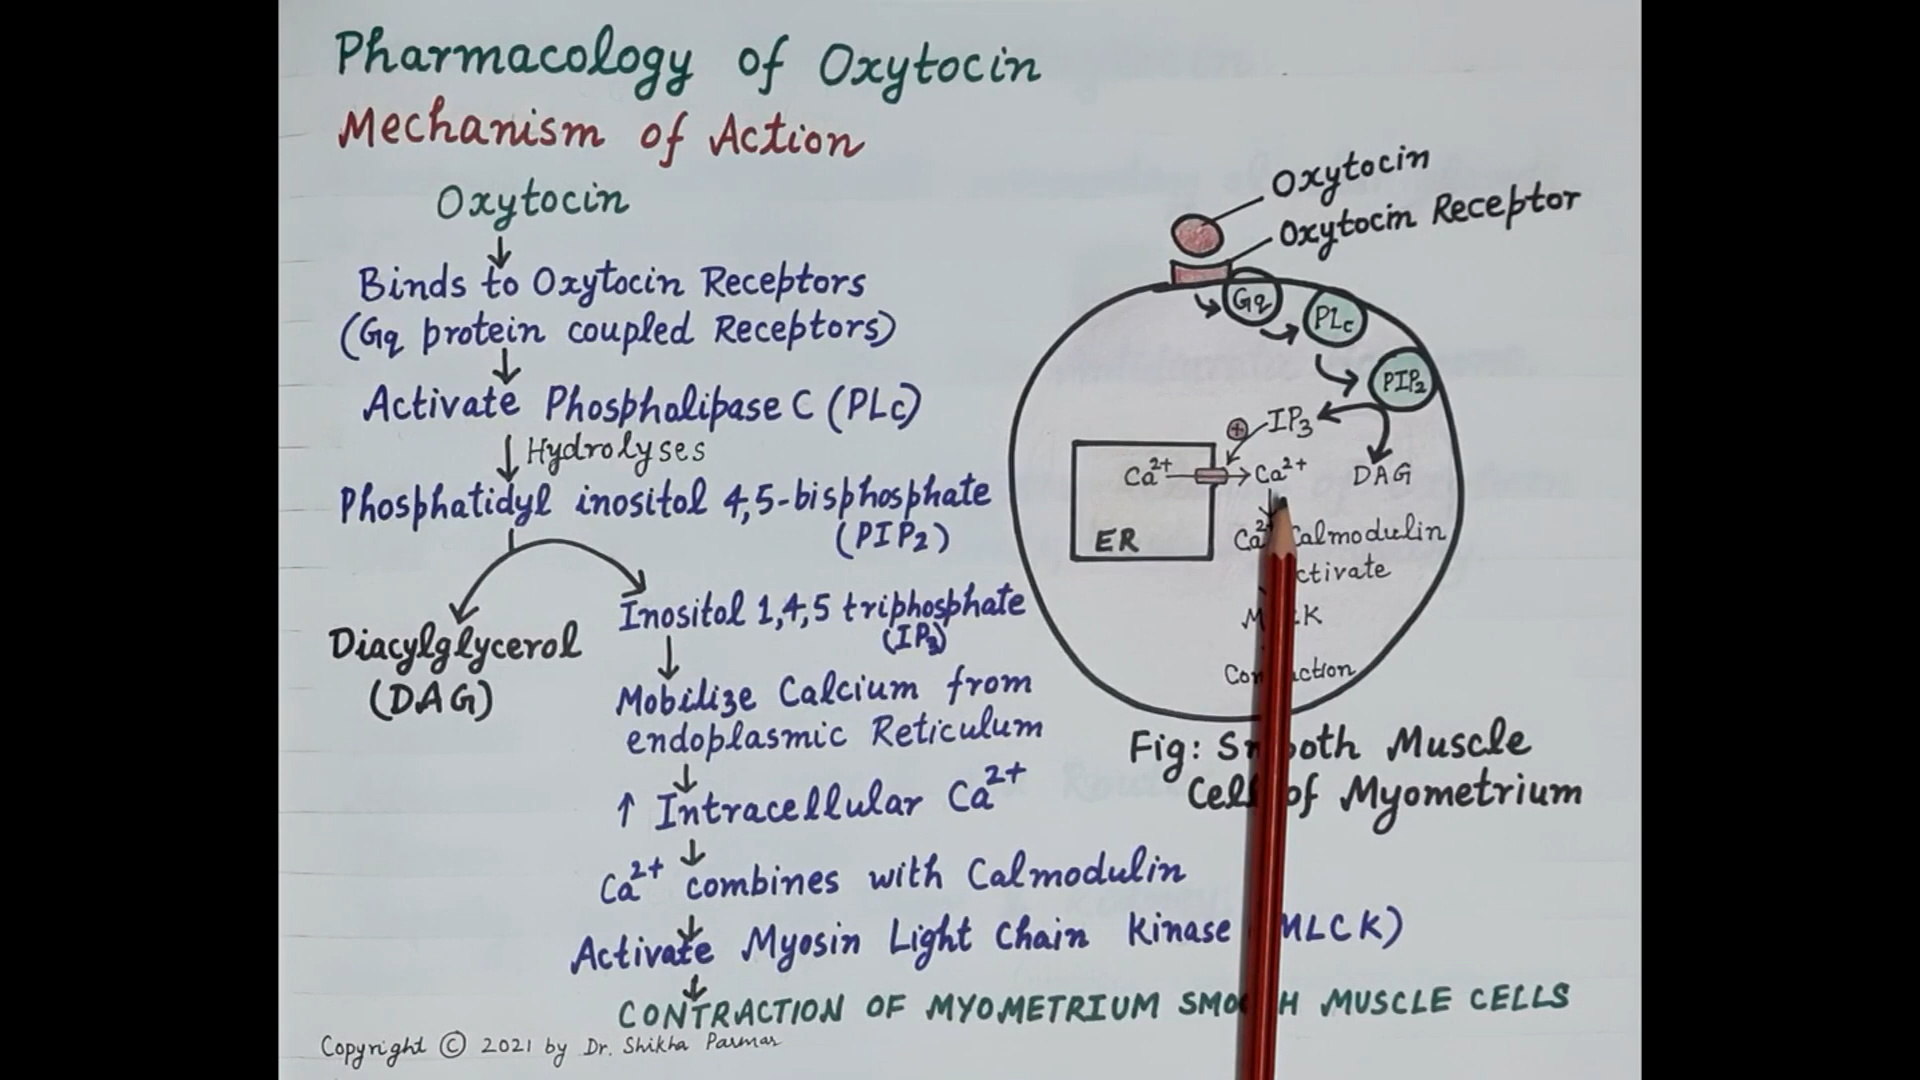 Pharmacology of Oxytocin
Mechanism of Action
Oxytocin
Binds to Oxytocin Receptors
(Gq protein coupled Receptors)
Activate Phospholipase C (PLc)
Hydrolyses
Phosphatidyl inositol 4,5-bisphosphate
(PIP2)
Diacylglycerol
(DAG)
Inositol 1,4,5 triphosphate
(IP3)
Mobilize Calcium from
endoplasmic Reticulum
↑ Intracellular Ca2+
Ca2+ combines with Calmodulin
Activate Myosin Light Chain Kinase MLCK)
CONTRACTION OF MYOMETRIUM MUSCLE CELLS
Copyright © 2021 by Dr. Shikha Parmar
Oxytocin
Oxytocin Receptor
Gq
PLc
PIP2
IP3
+
Ca2+
Ca2+
DAG
ER
Calmodulin
Fig: Muscle
of Myometrium